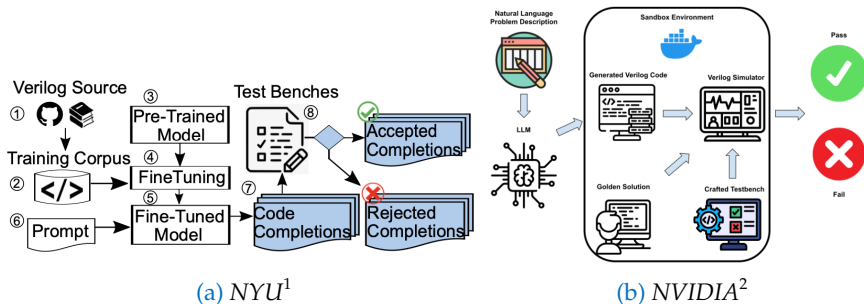 Verilog Source
①
Training Corpus
②
</>
③
Pre-Trained
Model
④
FineTuning
⑤
Fine-Tuned
Model
⑥
Prompt
⑦
Code
Completions
Test Benches
⑧
Accepted
Completions
Rejected
Completions
(a) NYU1
b)
Natural Language
Problem Description
LLM
Sandbox Environment
Generated Verilog Code
Verilog Simulator
Golden Solution
Crafted Testbench
Pass
Fail
(b) NVIDIA2